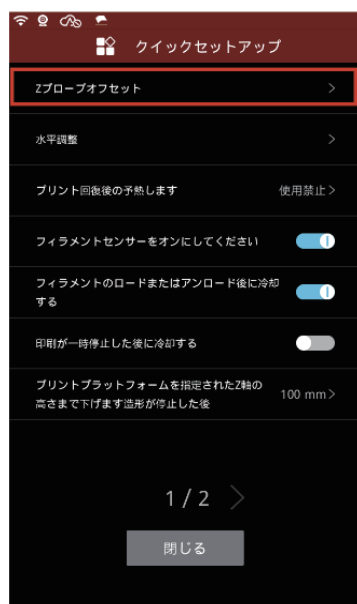 クイックセットアップ
Zプローブオフセット >
水平調整 >
プリント回復後の予熱します 使用禁止>
フィラメントセンサーをオンにしてください
フィラメントのロードまたはアンロード後に冷却
する
印刷が一時停止した後に冷却する
プリントプラットフォームを指定されたZ軸の
高さまで下げます造形が停止した後 100 mm>
1 / 2 >
閉じる